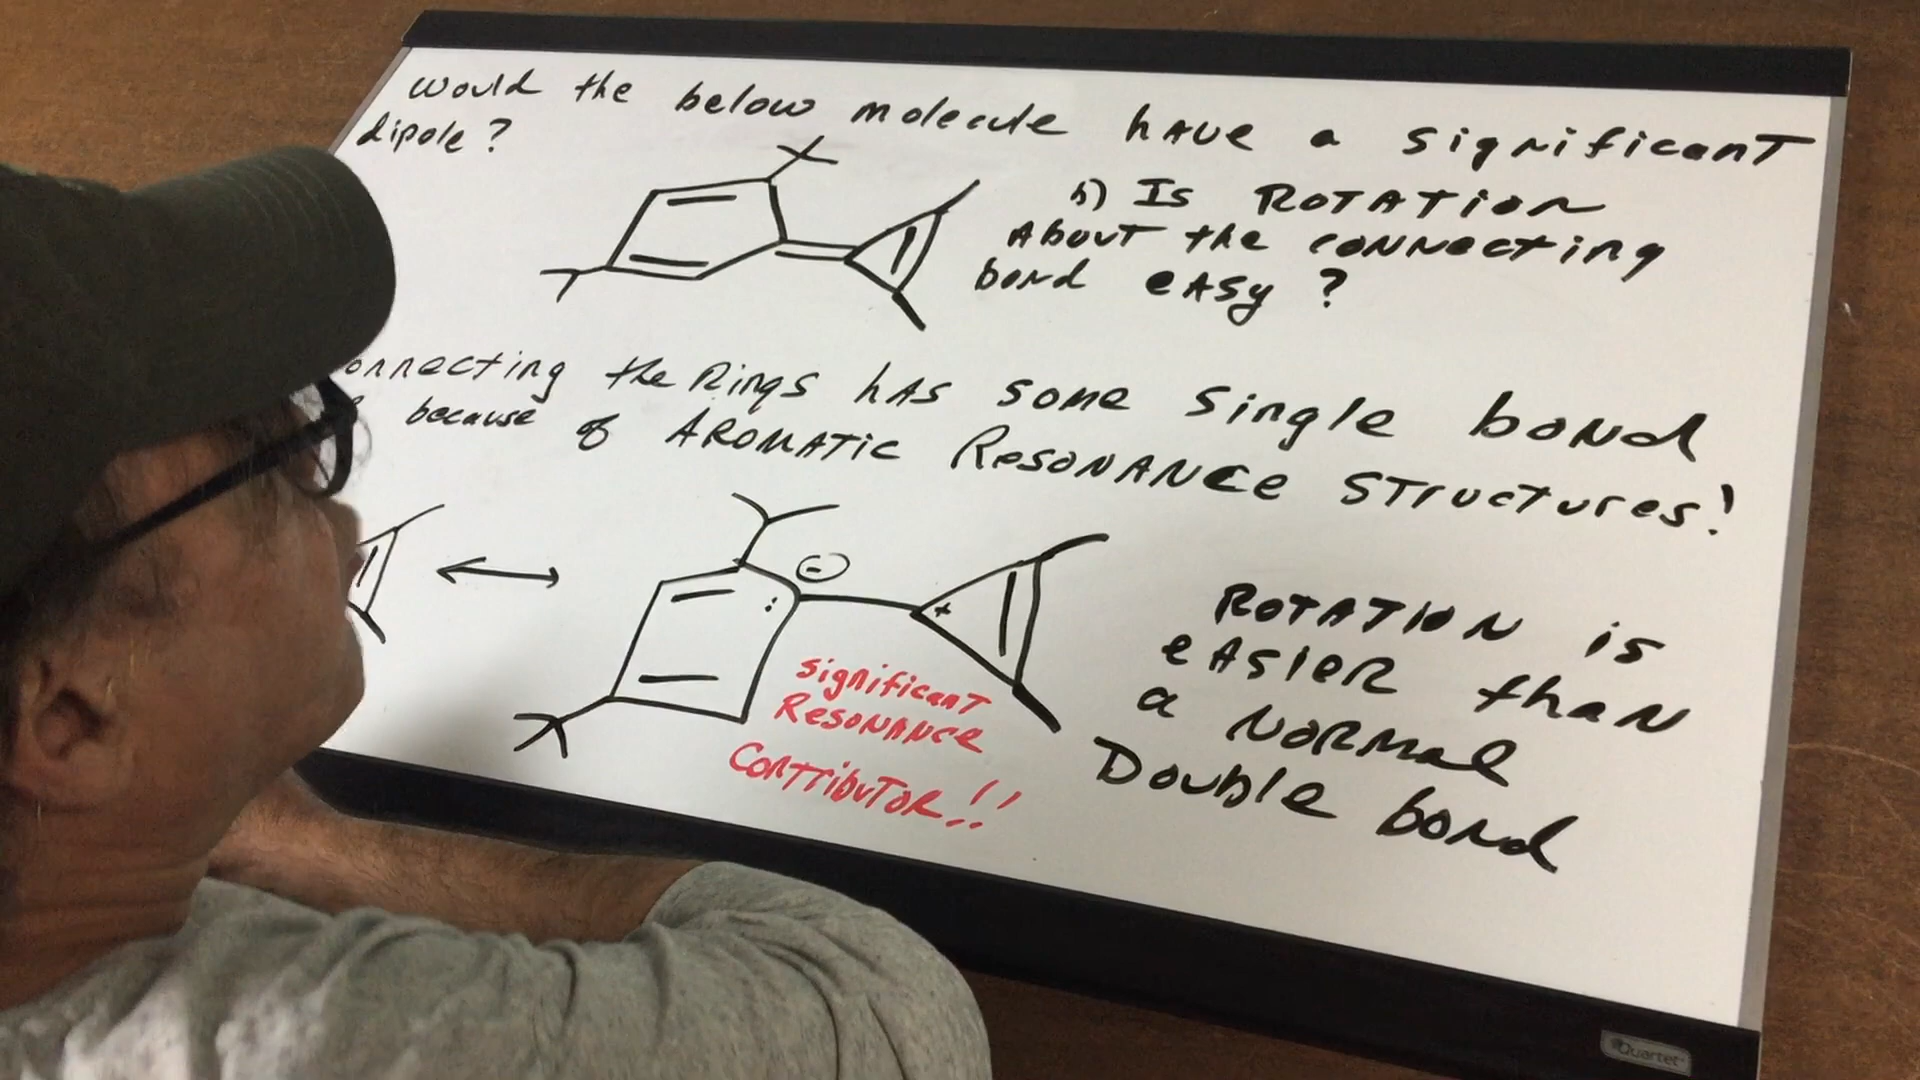 would the below molecule have a significant
dipole?
b) Is Rotation
About the connecting
bond easy?
onnecting the Rings has some single bond
because of Aromatic Resonance structures!
-
:
+
significant
Resonance
Contributor!!
Rotation is
easier than
a normal
Double bond
Quartet